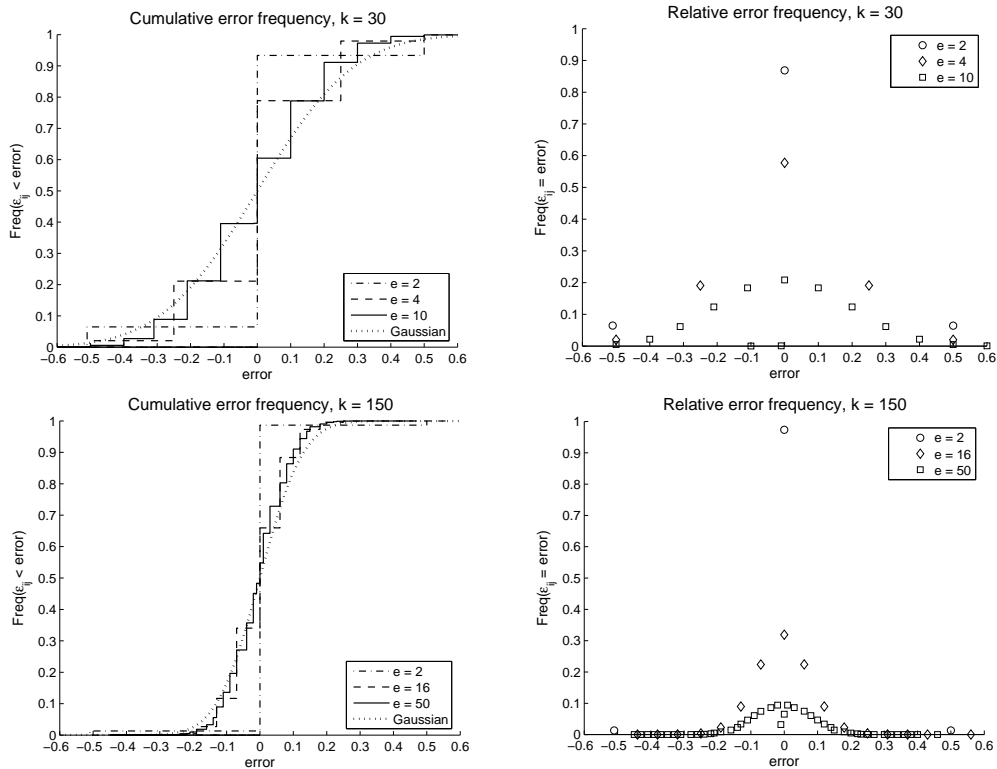 Cumulative error frequency, k = 30
1
0.9
0.8
0.7
0.6
0.5
0.4
0.3
0.2
0.1
0
Freq(ε_ij < error)
−0.6 −0.5 −0.4 −0.3 −0.2 −0.1 0 0.1 0.2 0.3 0.4 0.5 0.6
error
e = 2
e = 4
e = 10
Gaussian
Relative error frequency, k = 30
1
0.9
0.8
0.7
0.6
0.5
0.4
0.3
0.2
0.1
0
Freq(ε_ij = error)
−0.6 −0.5 −0.4 −0.3 −0.2 −0.1 0 0.1 0.2 0.3 0.4 0.5 0.6
error
e = 2
e = 4
e = 10
Cumulative error frequency, k = 150
1
0.9
0.8
0.7
0.6
0.5
0.4
0.3
0.2
0.1
0
Freq(ε_ij < error)
−0.6 −0.5 −0.4 −0.3 −0.2 −0.1 0 0.1 0.2 0.3 0.4 0.5 0.6
error
e = 2
e = 16
e = 50
Gaussian
Relative error frequency, k = 150
1
0.9
0.8
0.7
0.6
0.5
0.4
0.3
0.2
0.1
0
Freq(ε_ij = error)
−0.6 −0.5 −0.4 −0.3 −0.2 −0.1 0 0.1 0.2 0.3 0.4 0.5 0.6
error
e = 2
e = 16
e = 50